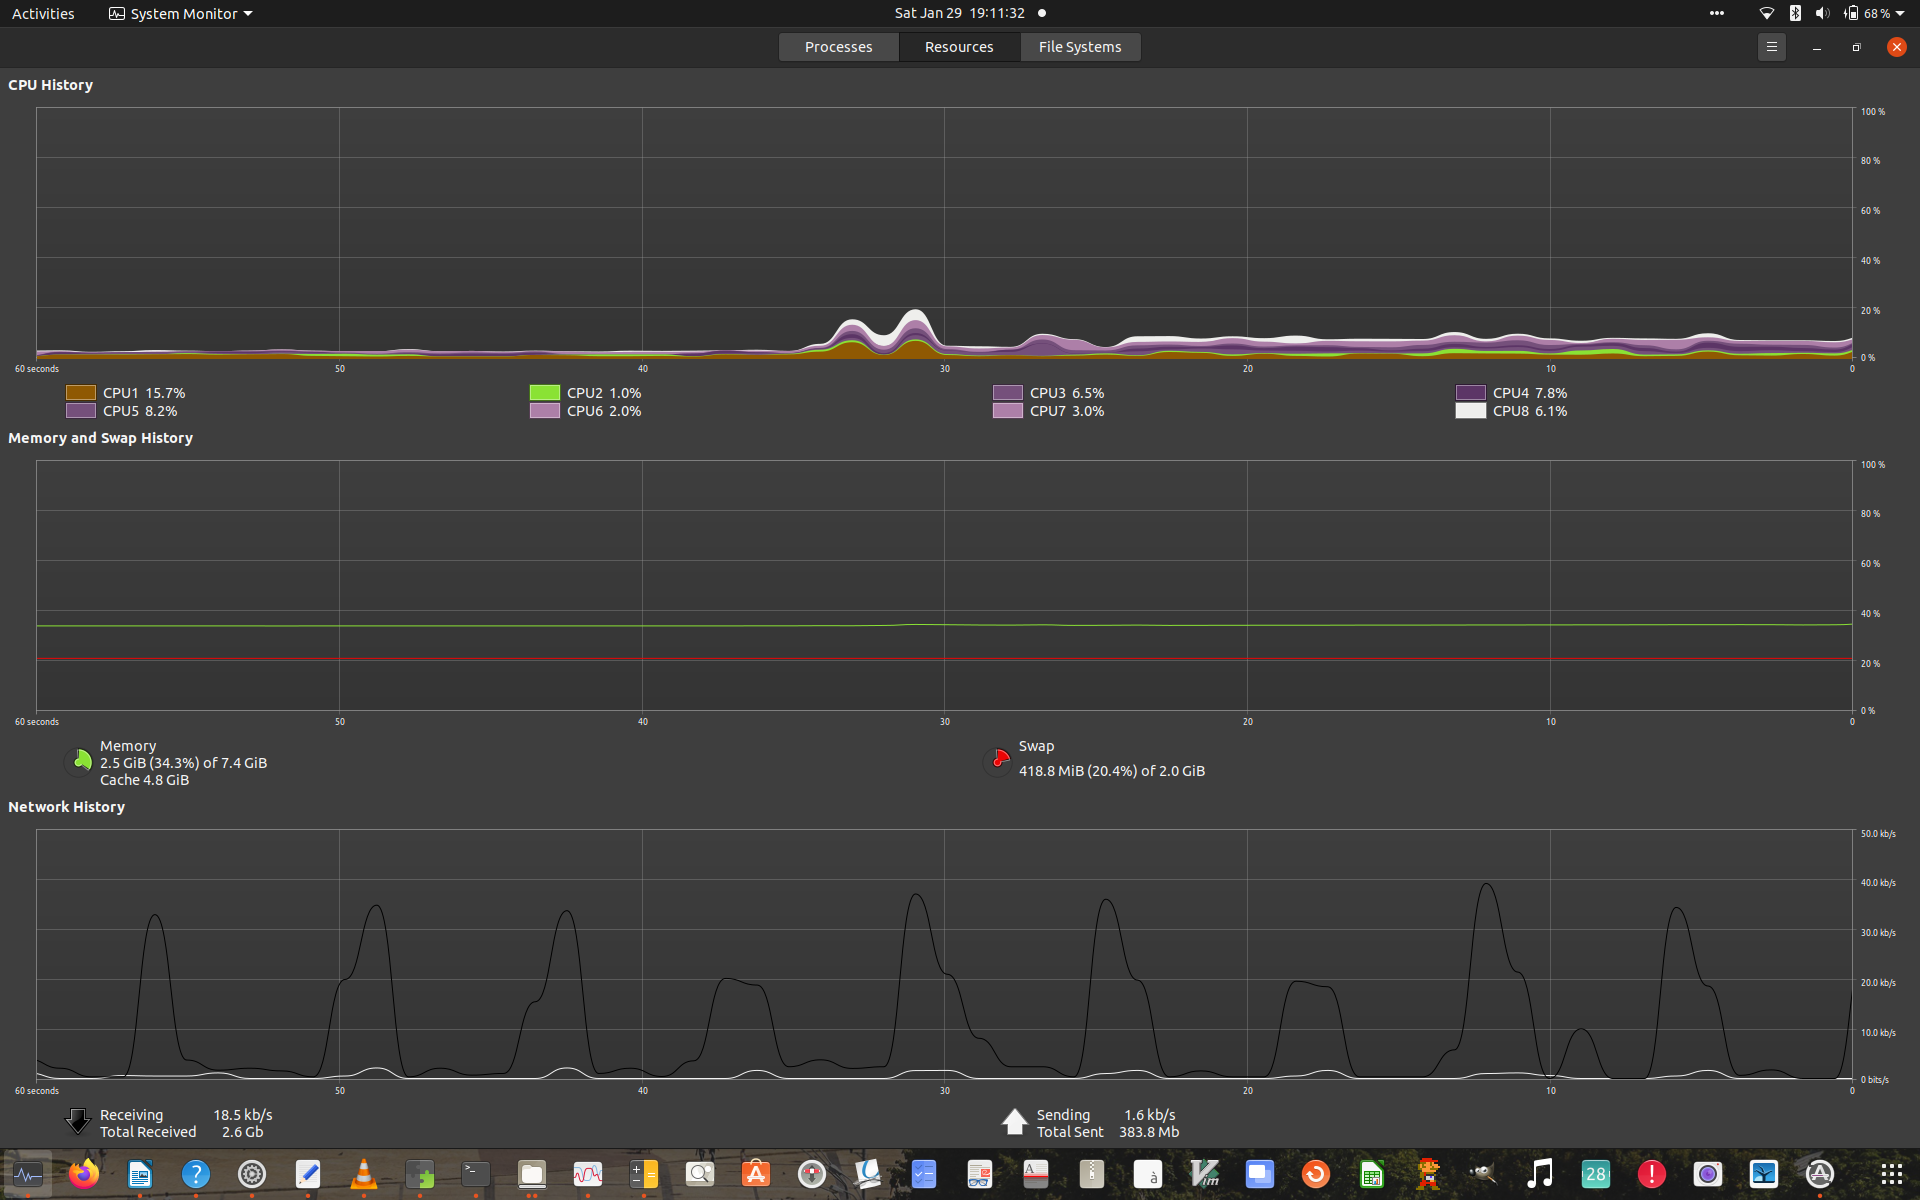 Activities System Monitor Sat Jan 29 19:11:32 68 %
Processes Resources File Systems
CPU History
100 %
80 %
60 %
40 %
20 %
0 %
60 seconds 50 40 30 20 10 0
CPU1 15.7% CPU2 1.0% CPU3 6.5% CPU4 7.8%
CPU5 8.2% CPU6 2.0% CPU7 3.0% CPU8 6.1%
Memory and Swap History
100 %
80 %
60 %
40 %
20 %
0 %
60 seconds 50 40 30 20 10 0
Memory
2.5 GiB (34.3%) of 7.4 GiB
Cache 4.8 GiB
Swap
418.8 MiB (20.4%) of 2.0 GiB
Network History
50.0 kb/s
40.0 kb/s
30.0 kb/s
20.0 kb/s
10.0 kb/s
0 bits/s
60 seconds 50 40 30 20 10 0
Receiving 18.5 kb/s
Total Received 2.6 Gb
Sending 1.6 kb/s
Total Sent 383.8 Mb
? >_ A à Vim 28 !